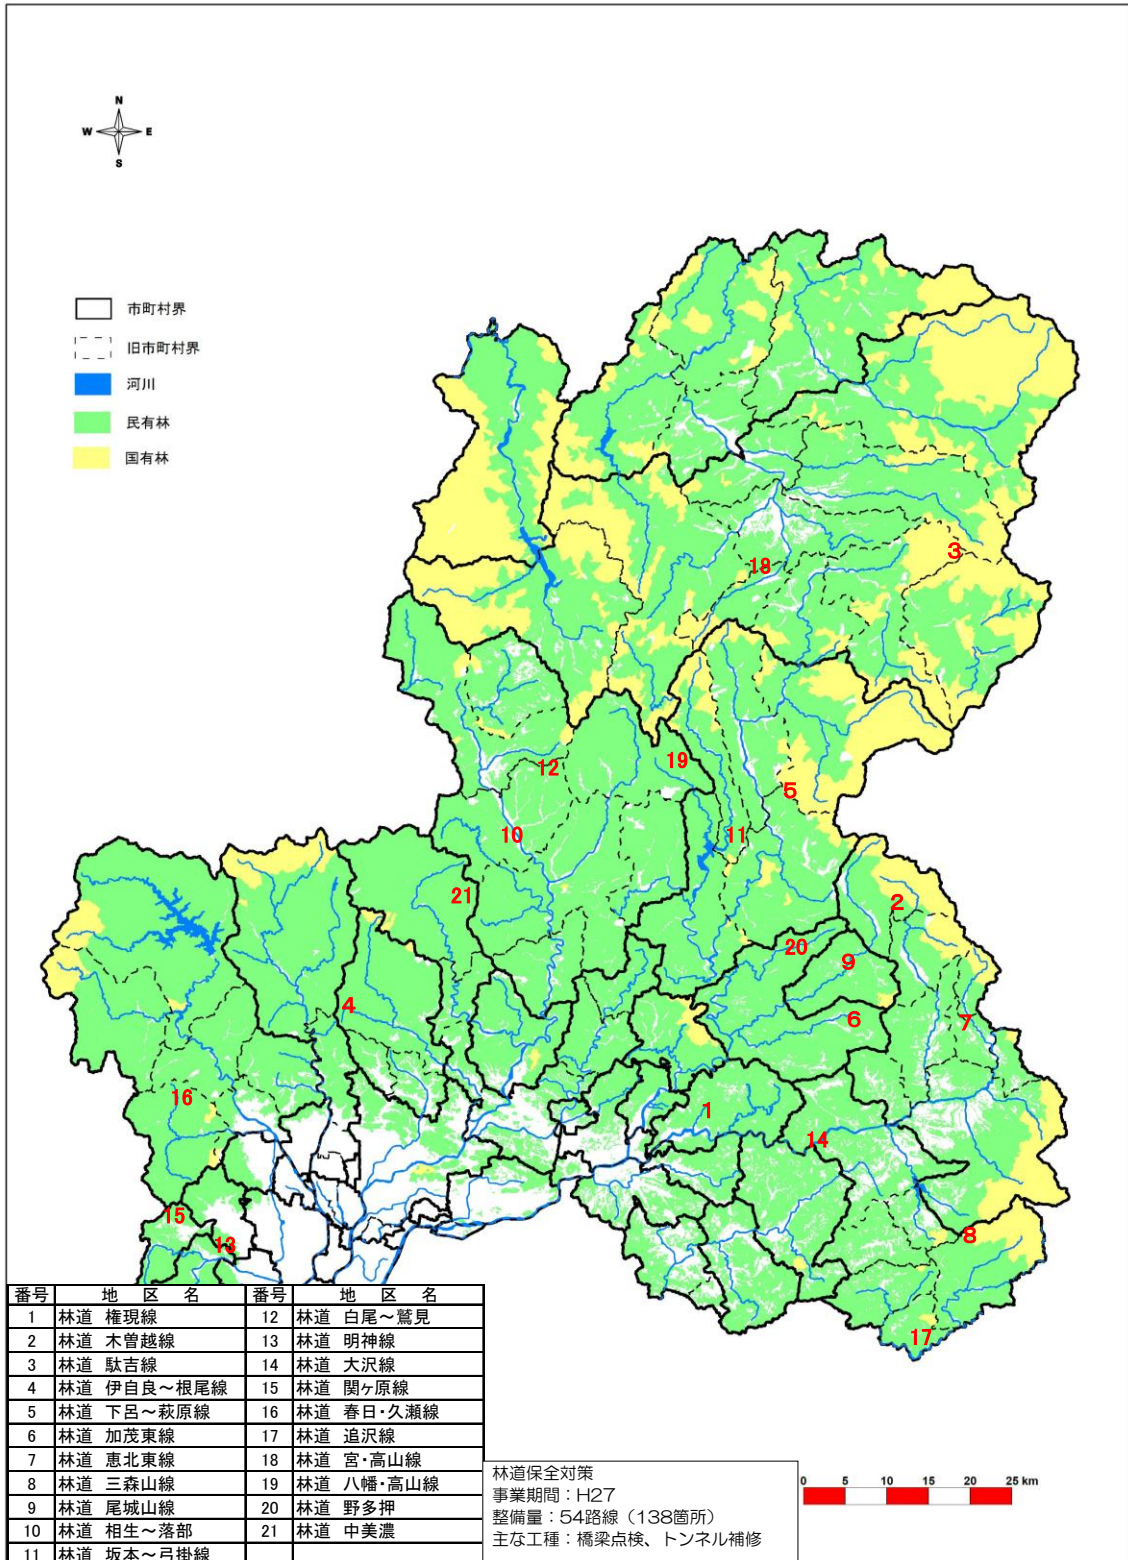 N
W E
S
市町村界
旧市町村界
河川
民有林
国有林
3
18
12
19
5
10
11
21
2
20
9
4
6
7
16
1
14
15
13
8
17
番号 地 区 名 番号 地 区 名
1 林道 権現線 12 林道 白尾～鷲見
2 林道 木曽越線 13 林道 明神線
3 林道 駄吉線 14 林道 大沢線
4 林道 伊自良～根尾線 15 林道 関ヶ原線
5 林道 下呂～萩原線 16 林道 春日・久瀬線
6 林道 加茂東線 17 林道 追沢線
7 林道 恵北東線 18 林道 宮・高山線
8 林道 三森山線 19 林道 八幡・高山線
9 林道 尾城山線 20 林道 野多押
10 林道 相生～落部 21 林道 中美濃
11 林道 坂本～弓掛線
林道保全対策
事業期間：H27
整備量：54路線（138箇所）
主な工種：橋梁点検、トンネル補修
0 5 10 15 20 25 km